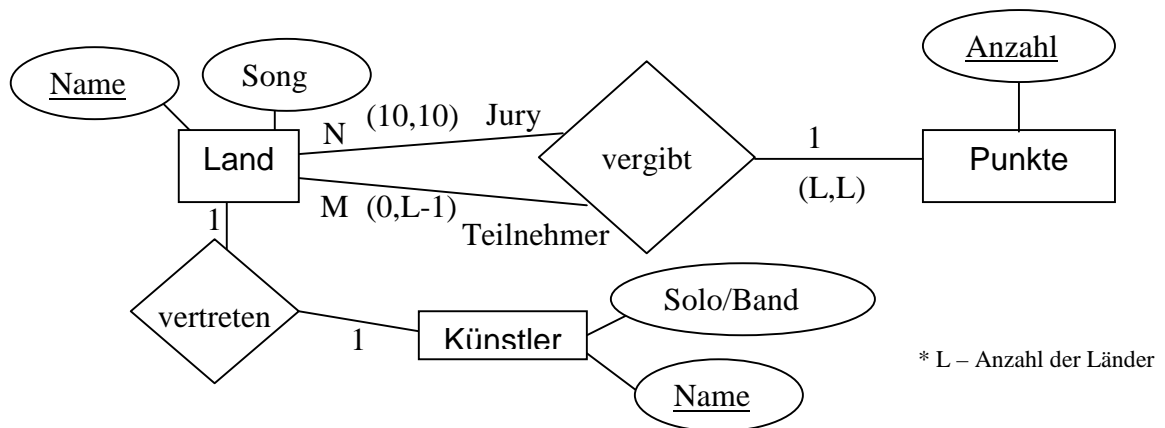 Anzahl
Name
Song
N (10,10) Jury
1
Land
vergibt
Punkte
M (0,L-1)
(L,L)
1
Teilnehmer
Solo/Band
vertreten
1
Künstler
* L – Anzahl der Länder
Name